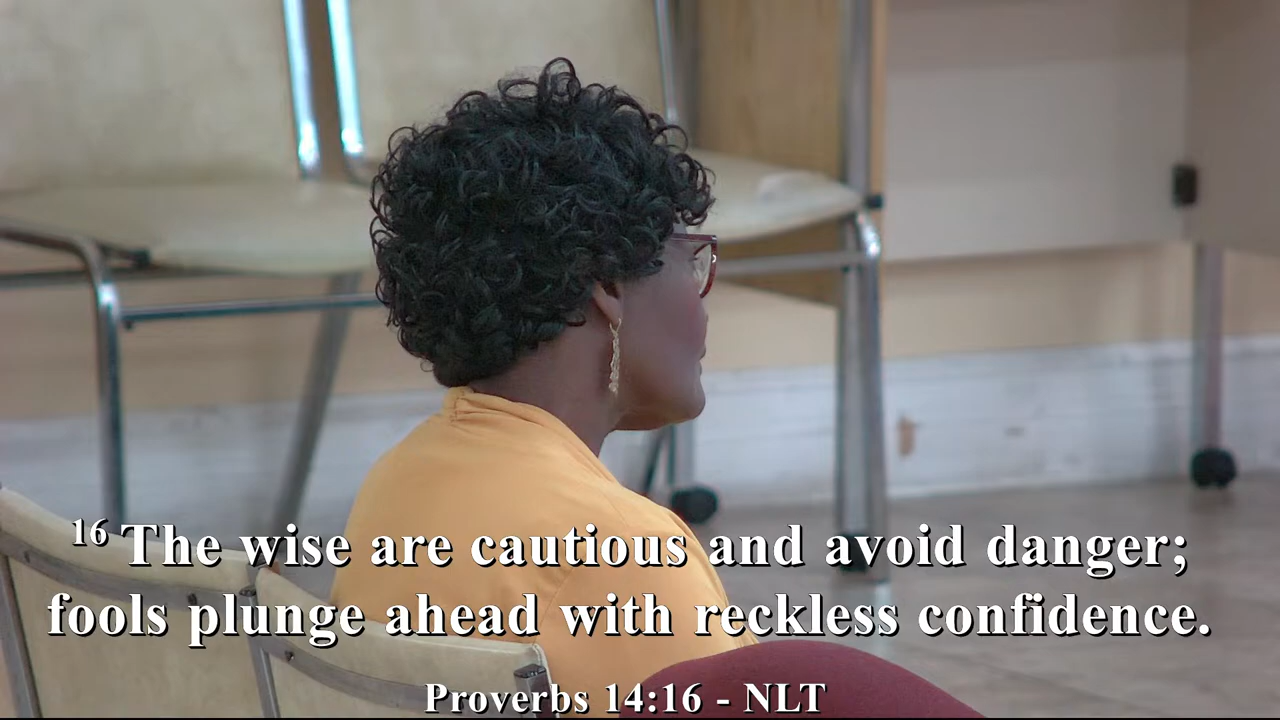 16 The wise are cautious and avoid danger;
fools plunge ahead with reckless confidence.
Proverbs 14:16 - NLT